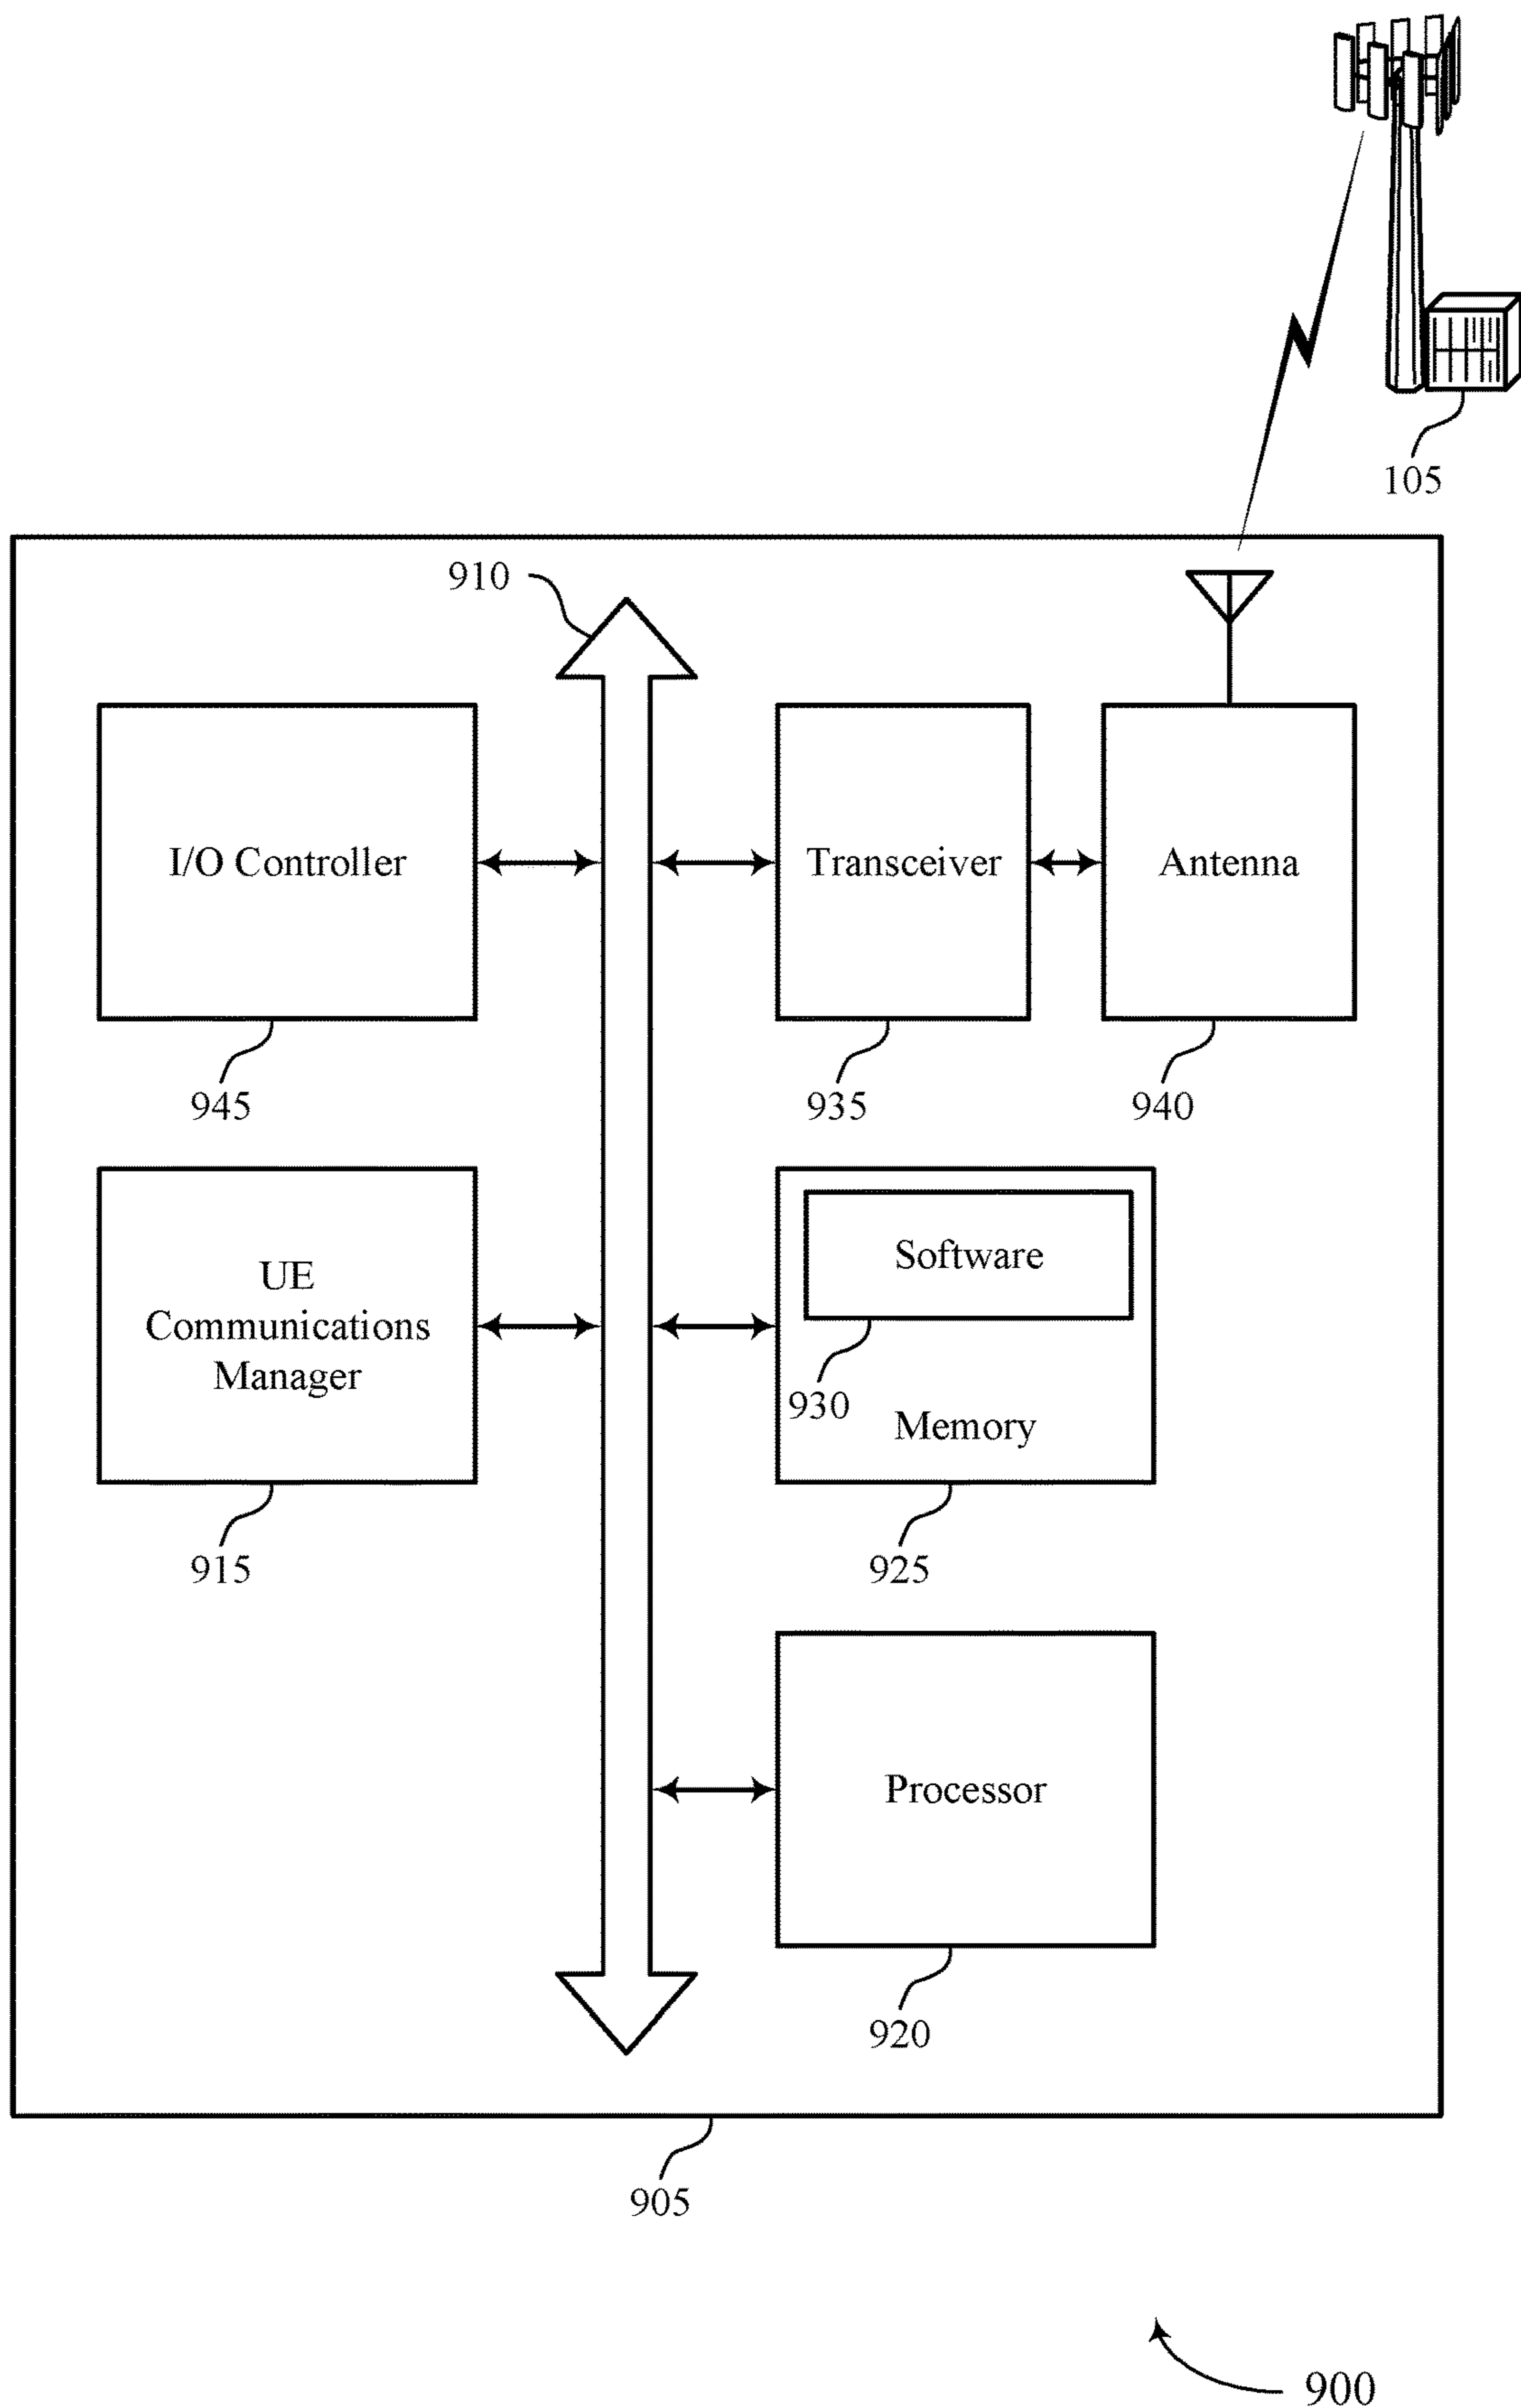 105
910
I/O Controller
Transceiver
Antenna
945
935
940
UE
Communications
Manager
Software
930
Memory
915
925
Processor
920
905
900